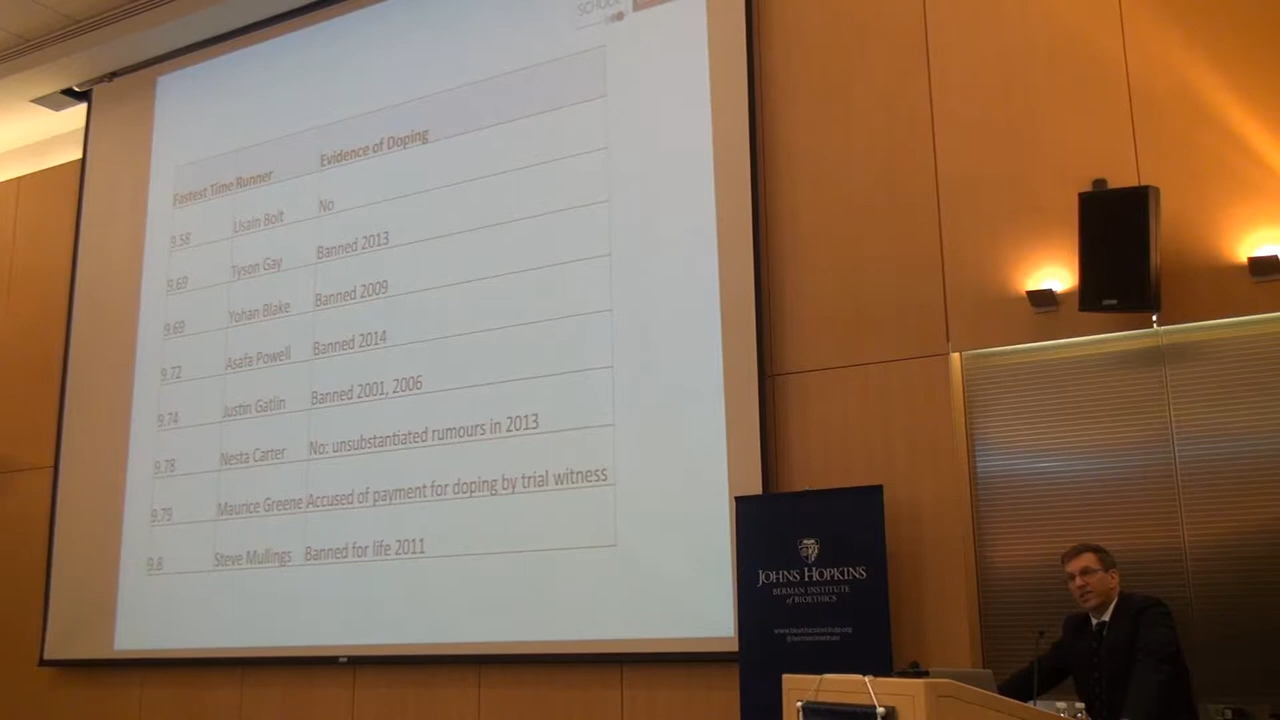 SCHOOL
Fastest Time Runner Evidence of Doping
9.58 Usain Bolt No
9.69 Tyson Gay Banned 2013
9.69 Yohan Blake Banned 2009
9.72 Asafa Powell Banned 2014
9.74 Justin Gatlin Banned 2001, 2006
9.78 Nesta Carter No: unsubstantiated rumours in 2013
9.79 Maurice Greene Accused of payment for doping by trial witness
9.8 Steve Mullings Banned for life 2011
JOHNS HOPKINS
BERMAN INSTITUTE
of BIOETHICS